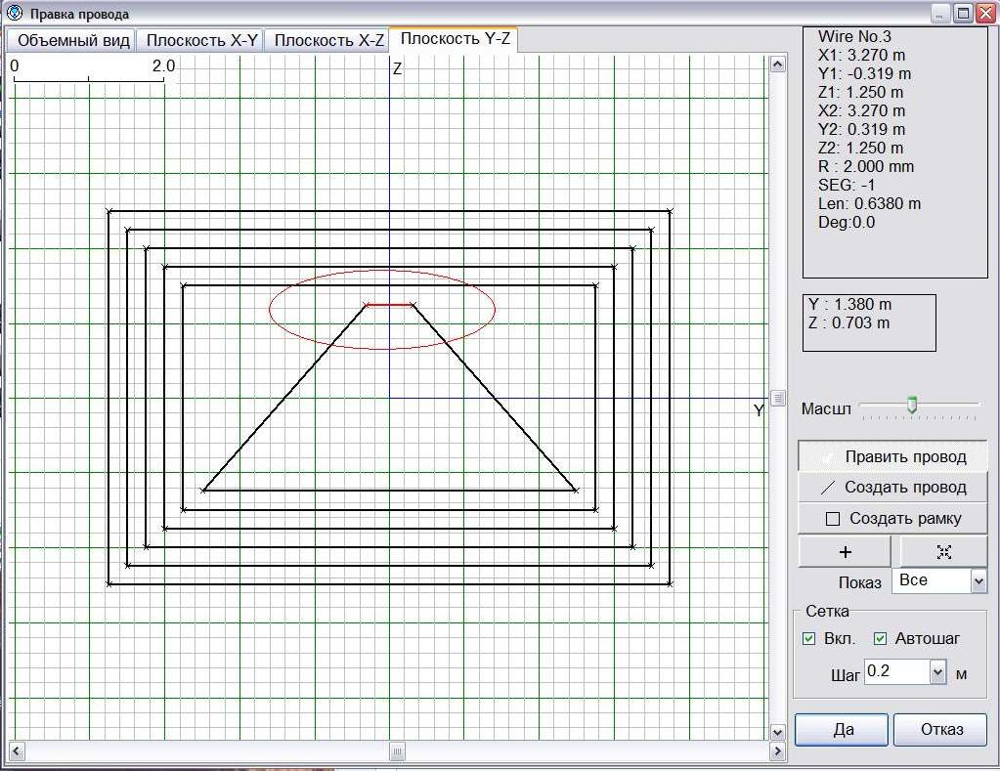 Правка провода
Объемный вид
Плоскость X-Y
Плоскость X-Z
Плоскость Y-Z
0
2.0
Z
Y
Wire No.3
X1: 3.270 m
Y1: -0.319 m
Z1: 1.250 m
X2: 3.270 m
Y2: 0.319 m
Z2: 1.250 m
R : 2.000 mm
SEG: -1
Len: 0.6380 m
Deg:0.0
Y : 1.380 m
Z : 0.703 m
Масшт
Править провод
Создать провод
Создать рамку
+
Показ
Все
Сетка
Вкл.
Автошаг
Шаг
0.2
м
Да
Отказ